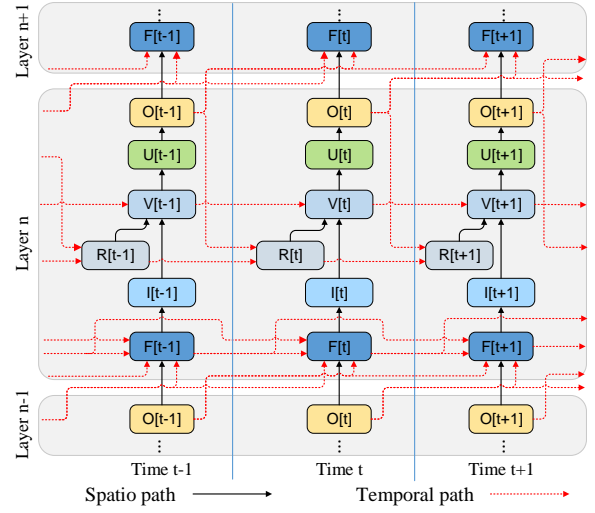 Layer n+1
F[t-1] F[t] F[t+1]
Layer n
O[t-1] O[t] O[t+1]
U[t-1] U[t] U[t+1]
V[t-1] V[t] V[t+1]
R[t-1] R[t] R[t+1]
I[t-1] I[t] I[t+1]
F[t-1] F[t] F[t+1]
Layer n-1
O[t-1] O[t] O[t+1]
Time t-1 Time t Time t+1
Spatio path Temporal path